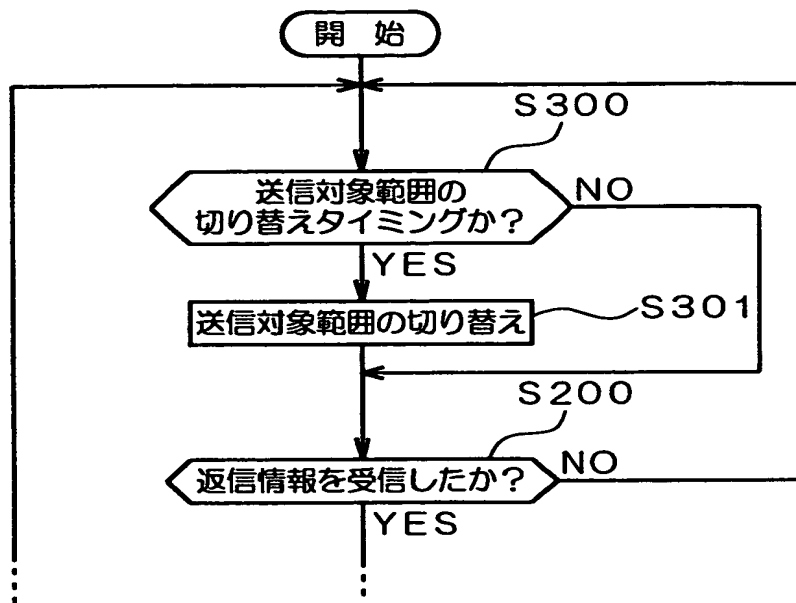 開 始
S300
送信対象範囲の
切り替えタイミングか？
NO
YES
送信対象範囲の切り替え
S301
S200
返信情報を受信したか？
NO
YES